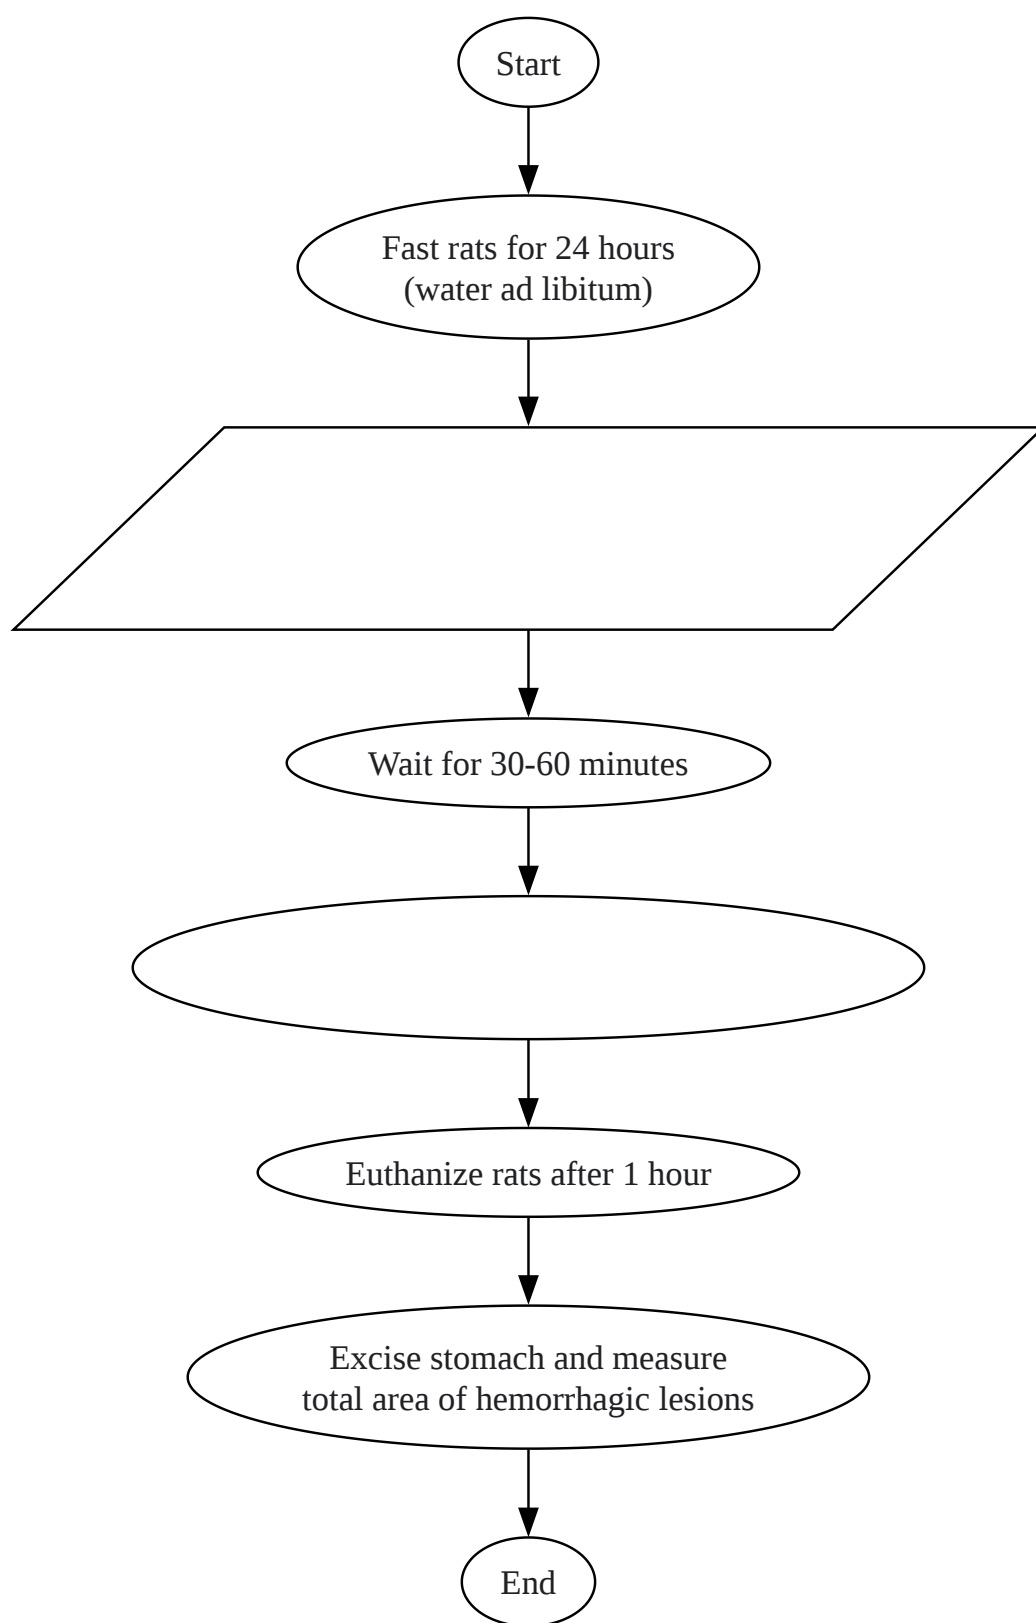 Start
Fast rats for 24 hours
(water ad libitum)
Wait for 30-60 minutes
Euthanize rats after 1 hour
Excise stomach and measure
total area of hemorrhagic lesions
End